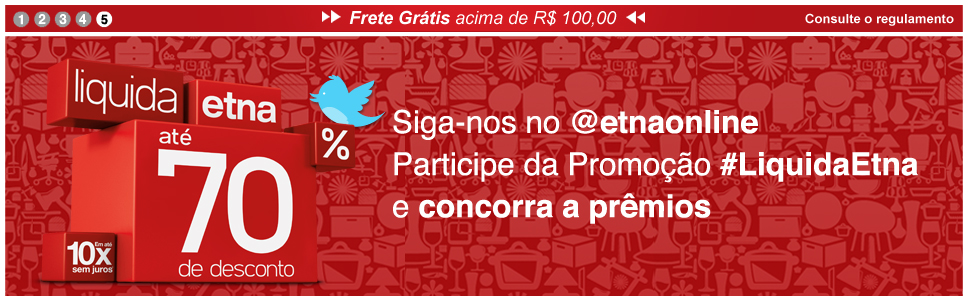 1 2 3 4 5
Frete Grátis acima de R$ 100,00
Consulte o regulamento
liquida
etna
até
70
%
de desconto
Em até
10x
sem juros
Siga-nos no @etnaonline
Participe da Promoção #LiquidaEtna
e concorra a prêmios